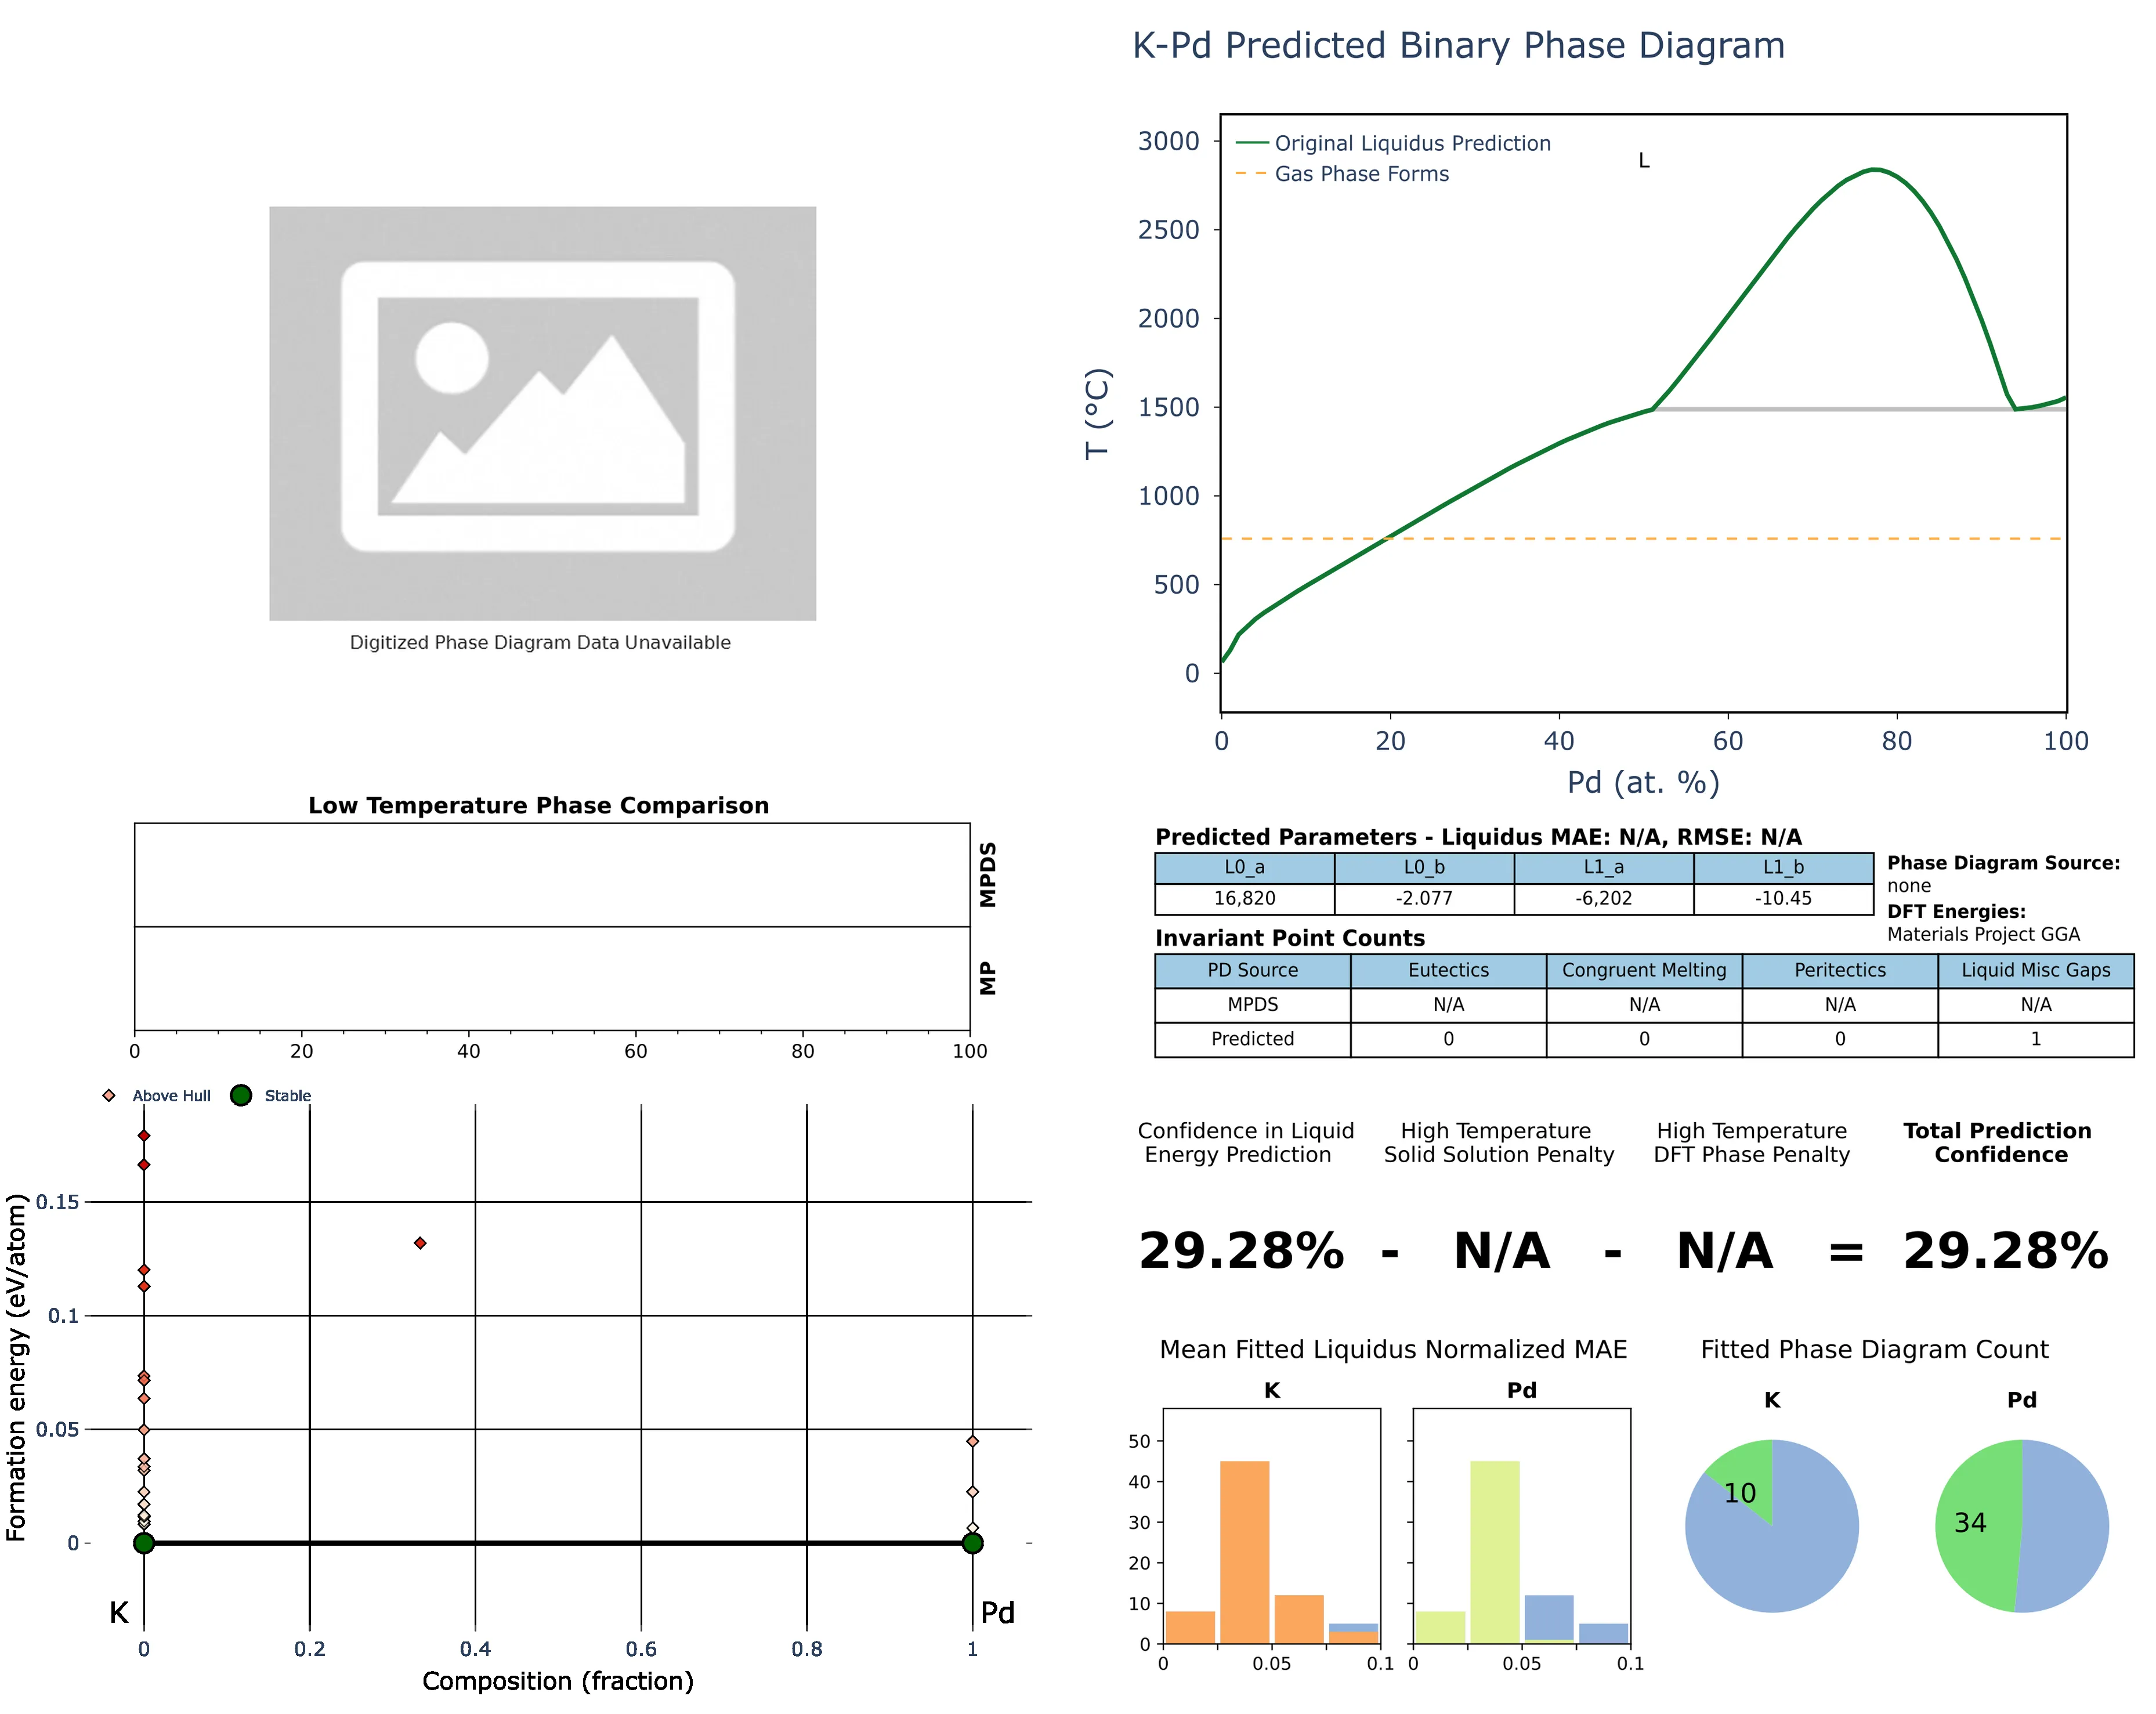 K-Pd Predicted Binary Phase Diagram
3000
2500
2000
1500
1000
500
0
T (°C)
Original Liquidus Prediction
Gas Phase Forms
L
0 20 40 60 80 100
Pd (at. %)
Digitized Phase Diagram Data Unavailable
Low Temperature Phase Comparison
MPDS
MP
0 20 40 60 80 100
Predicted Parameters - Liquidus MAE: N/A, RMSE: N/A
L0_a L0_b L1_a L1_b
16,820 -2.077 -6,202 -10.45
Phase Diagram Source:
none
DFT Energies:
Materials Project GGA
Invariant Point Counts
PD Source Eutectics Congruent Melting Peritectics Liquid Misc Gaps
MPDS N/A N/A N/A N/A
Predicted 0 0 0 1
Above Hull Stable
0.15
0.1
0.05
0
Formation energy (eV/atom)
K Pd
0 0.2 0.4 0.6 0.8 1
Composition (fraction)
Confidence in Liquid
Energy Prediction
High Temperature
Solid Solution Penalty
High Temperature
DFT Phase Penalty
Total Prediction
Confidence
29.28% - N/A - N/A = 29.28%
Mean Fitted Liquidus Normalized MAE
K
Pd
50
40
30
20
10
0
0 0.05 0.1
0 0.05 0.1
Fitted Phase Diagram Count
K
Pd
10
34